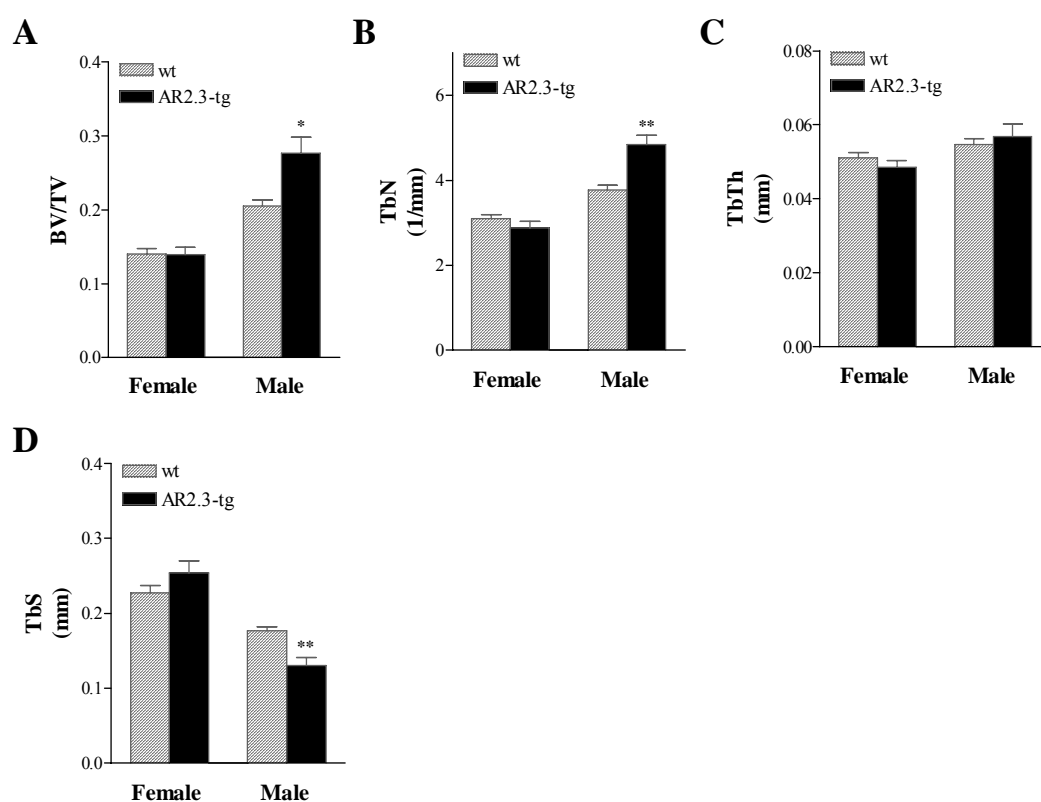 A
BV/TV
0.4
0.3
0.2
0.1
0.0
wt
AR2.3-tg
*
Female Male
B
TbN
(1/mm)
6
4
2
0
wt
AR2.3-tg
**
Female Male
C
TbTh
(mm)
0.08
0.06
0.04
0.02
0.00
wt
AR2.3-tg
Female Male
D
TbS
(mm)
0.4
0.3
0.2
0.1
0.0
wt
AR2.3-tg
**
Female Male